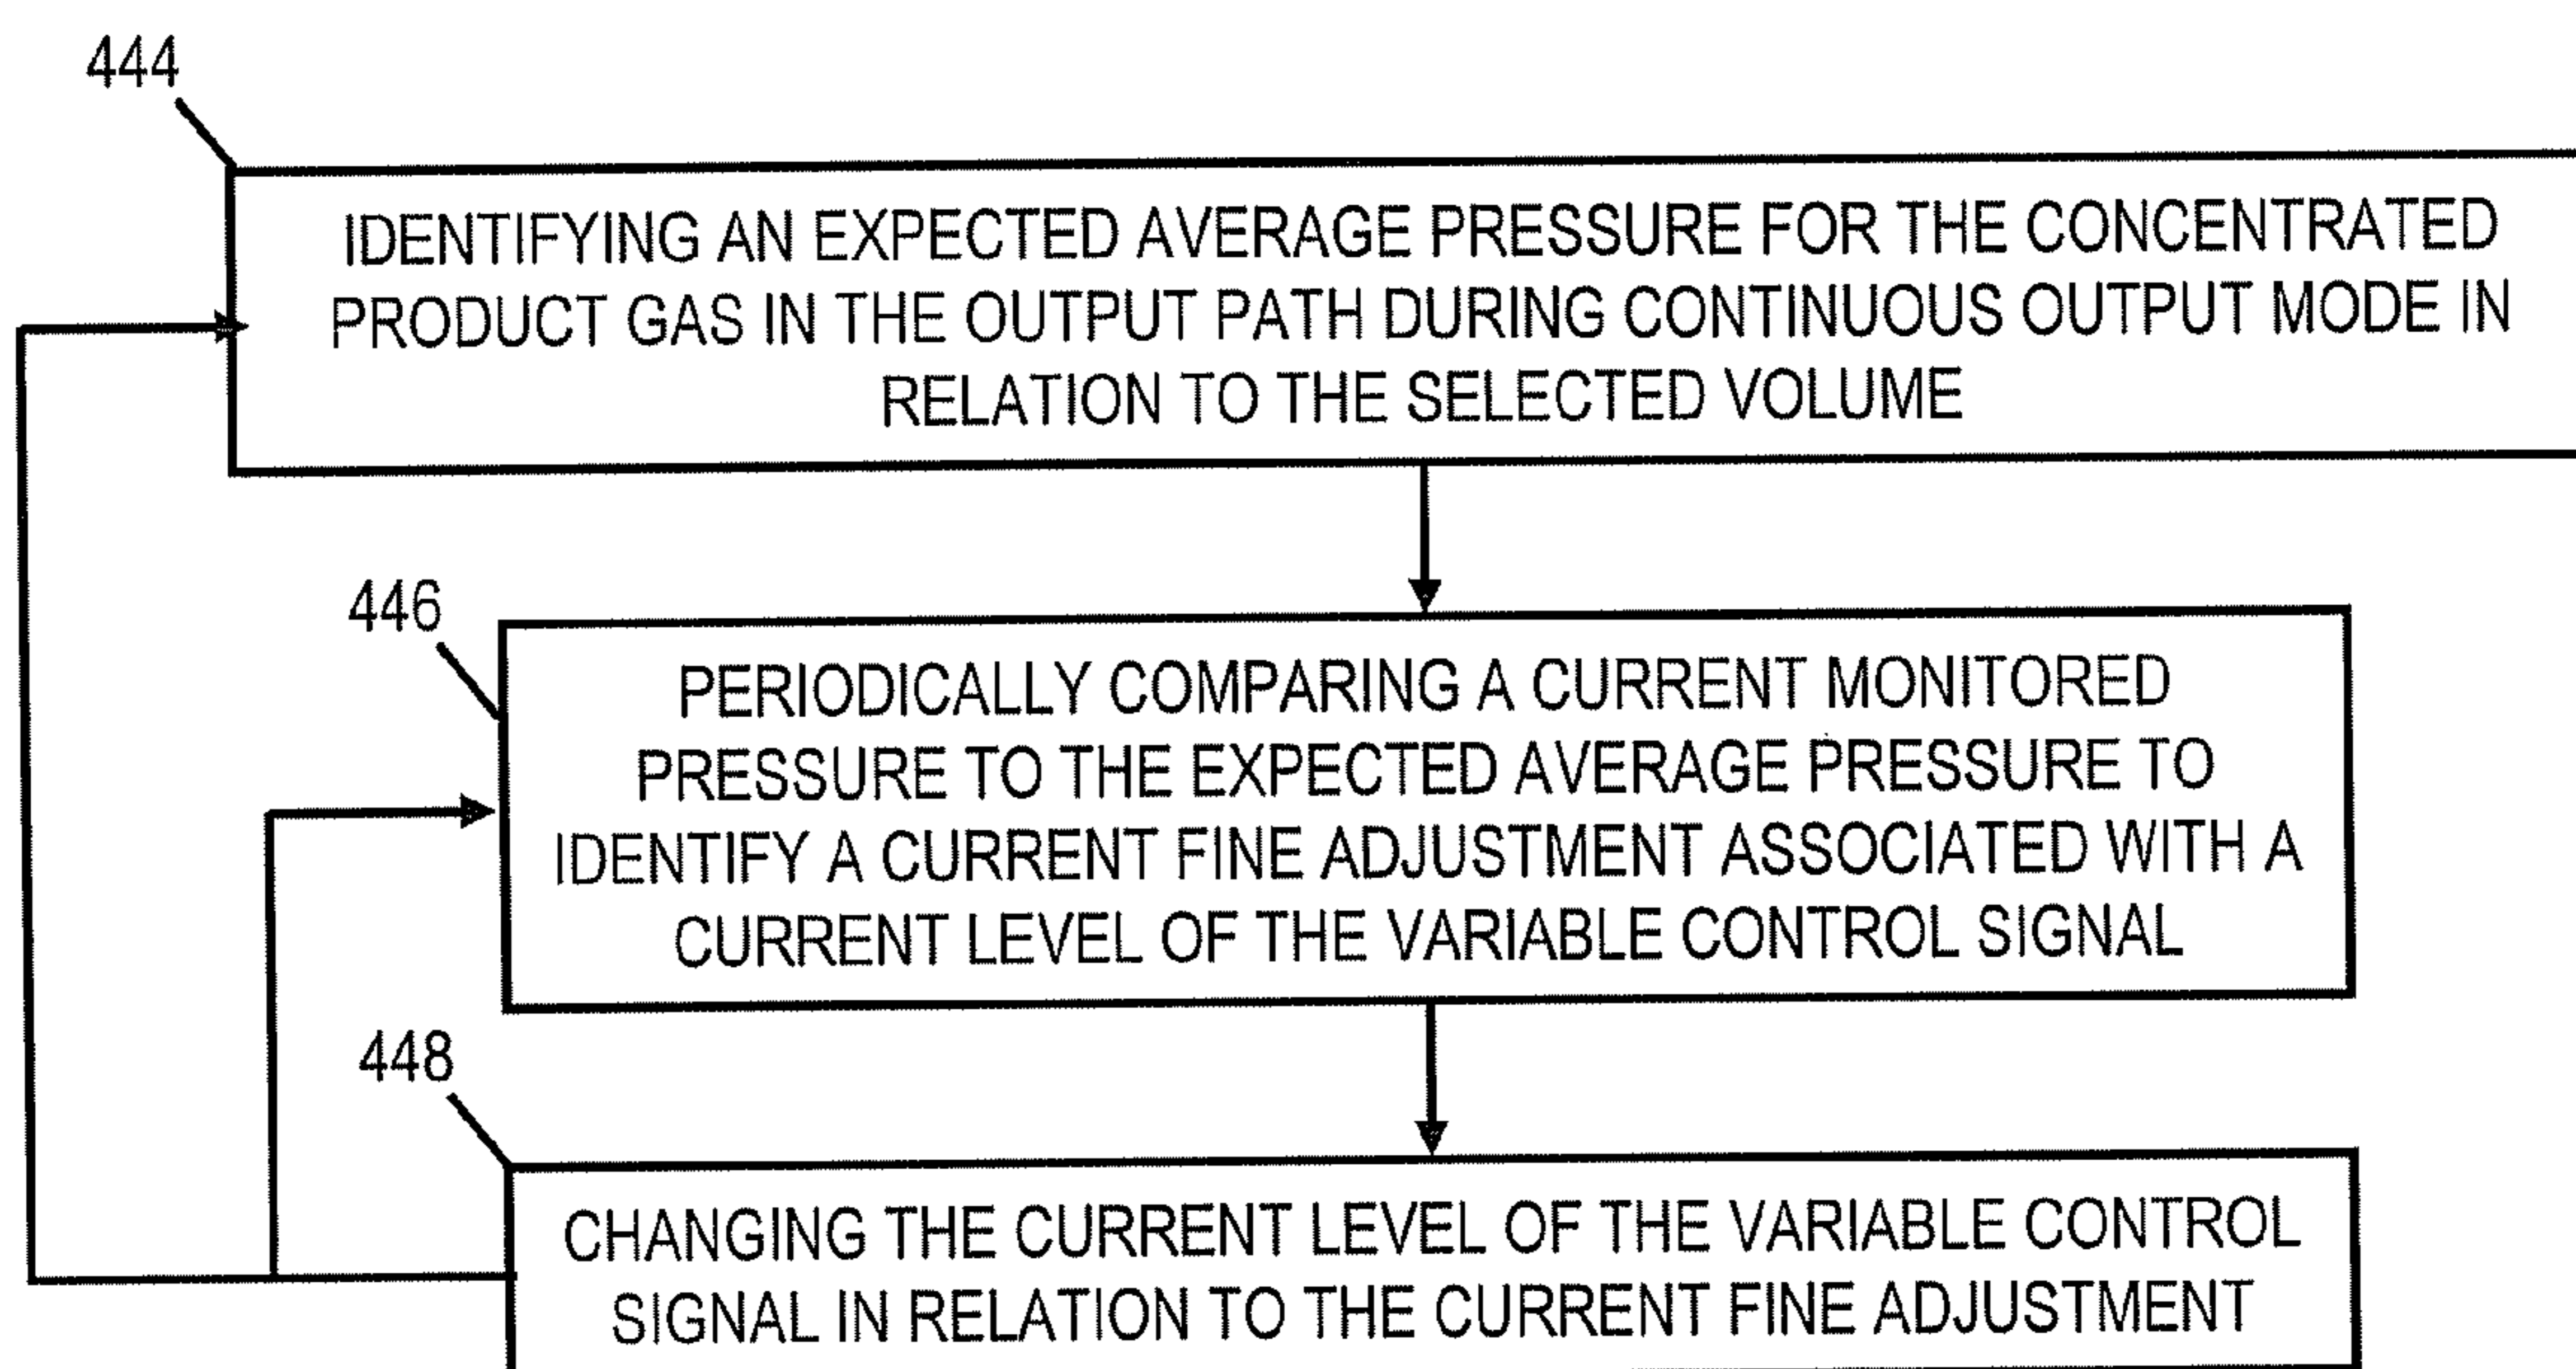 444
IDENTIFYING AN EXPECTED AVERAGE PRESSURE FOR THE CONCENTRATED
PRODUCT GAS IN THE OUTPUT PATH DURING CONTINUOUS OUTPUT MODE IN
RELATION TO THE SELECTED VOLUME
446
PERIODICALLY COMPARING A CURRENT MONITORED
PRESSURE TO THE EXPECTED AVERAGE PRESSURE TO
IDENTIFY A CURRENT FINE ADJUSTMENT ASSOCIATED WITH A
CURRENT LEVEL OF THE VARIABLE CONTROL SIGNAL
448
CHANGING THE CURRENT LEVEL OF THE VARIABLE CONTROL
SIGNAL IN RELATION TO THE CURRENT FINE ADJUSTMENT